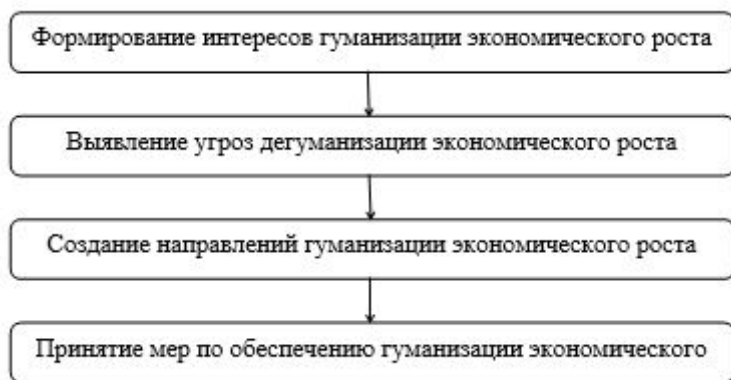 Формирование интересов гуманизации экономического роста
Выявление угроз дегуманизации экономического роста
Создание направлений гуманизации экономического роста
Принятие мер по обеспечению гуманизации экономического